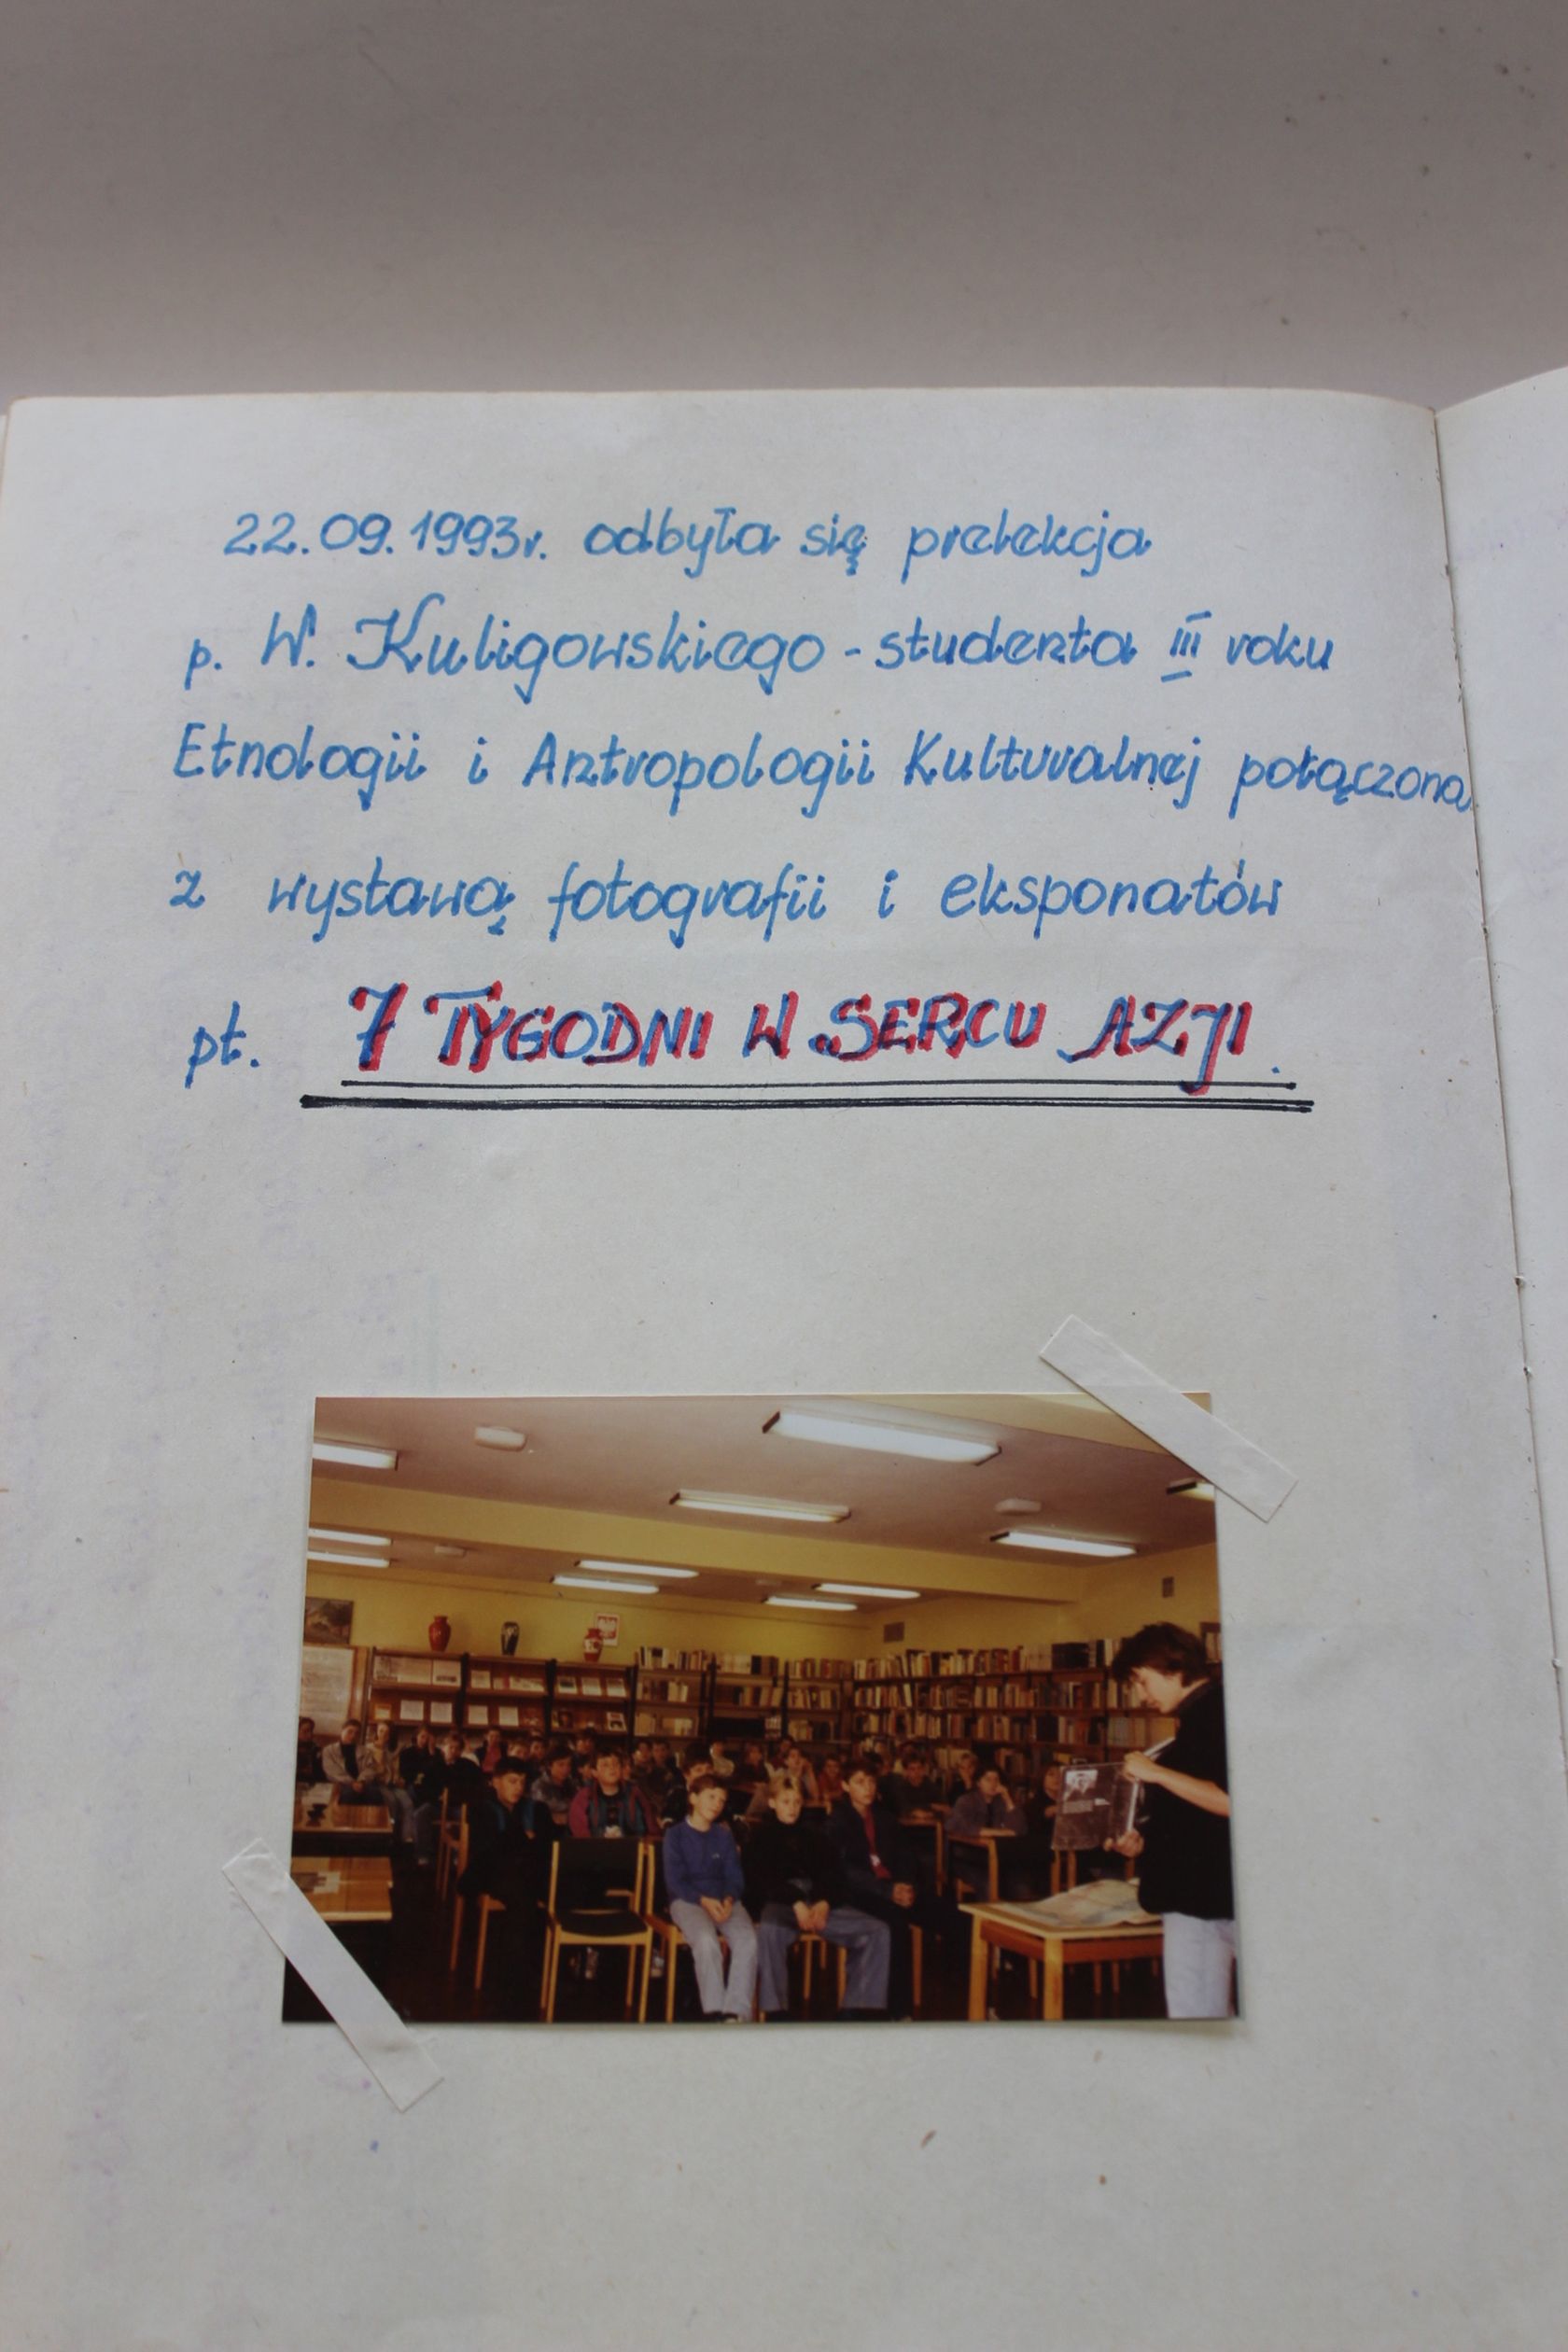 22.09.1993r. odbyła się prelekcja
p. W. Kuligowskiego - studenta III roku
Etnologii i Antropologii Kulturalnej połączona
z wystawą fotografii i eksponatów
pt. 7 TYGODNI W SERCU AZJI.